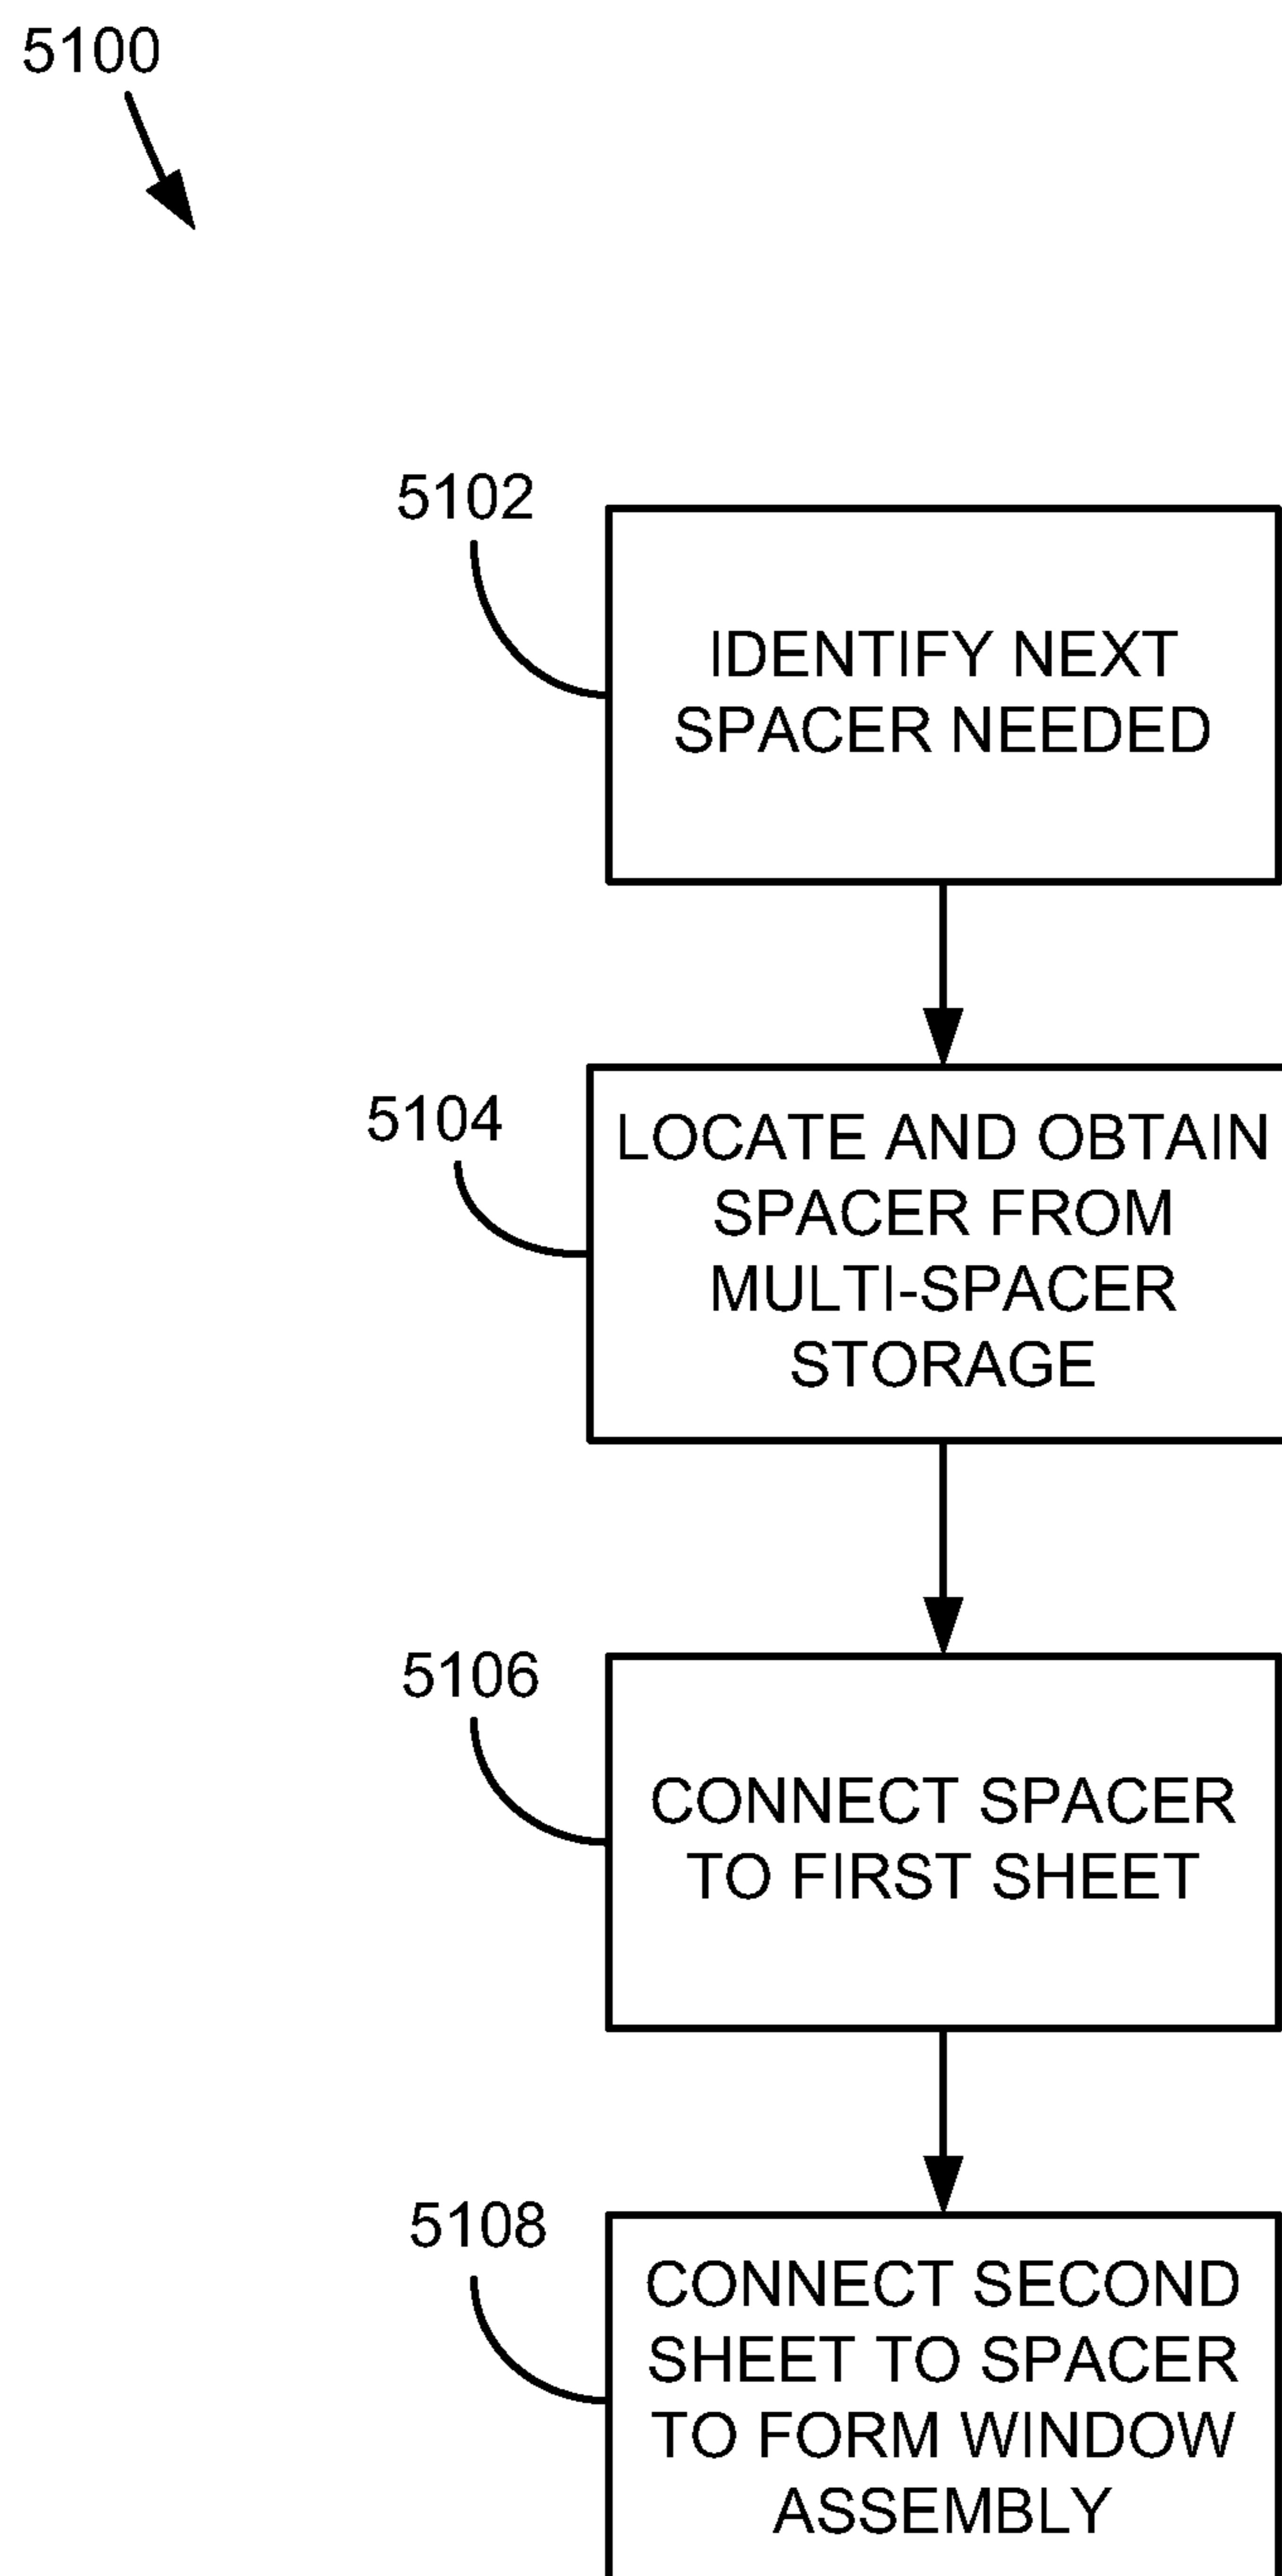 5100
5102
IDENTIFY NEXT
SPACER NEEDED
5104
LOCATE AND OBTAIN
SPACER FROM
MULTI-SPACER
STORAGE
5106
CONNECT SPACER
TO FIRST SHEET
5108
CONNECT SECOND
SHEET TO SPACER
TO FORM WINDOW
ASSEMBLY